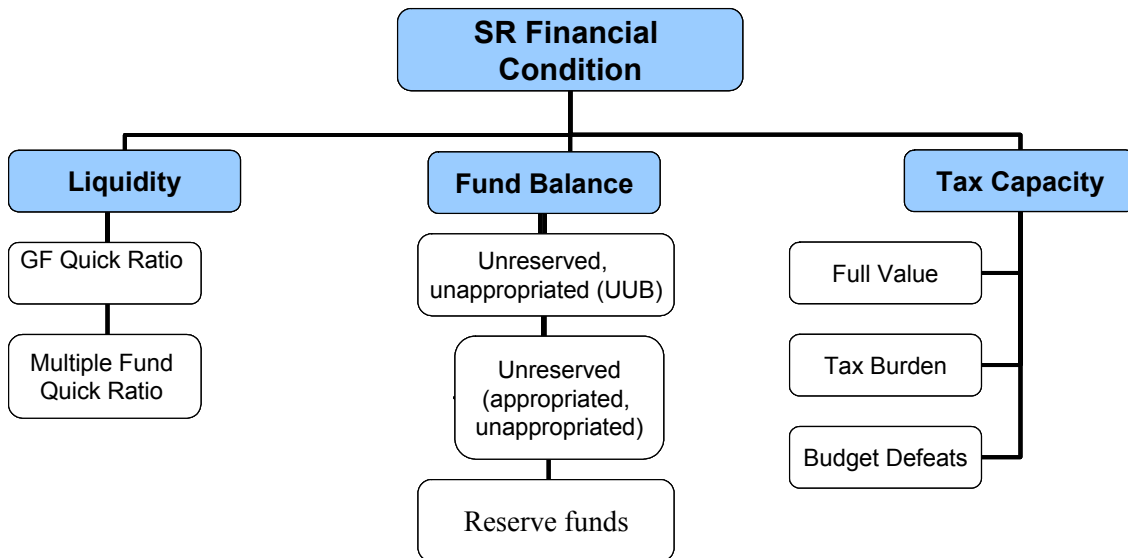 SR Financial
Condition
Liquidity
GF Quick Ratio
Multiple Fund
Quick Ratio
Fund Balance
Unreserved,
unappropriated (UUB)
Unreserved
(appropriated,
unappropriated)
Reserve funds
Tax Capacity
Full Value
Tax Burden
Budget Defeats